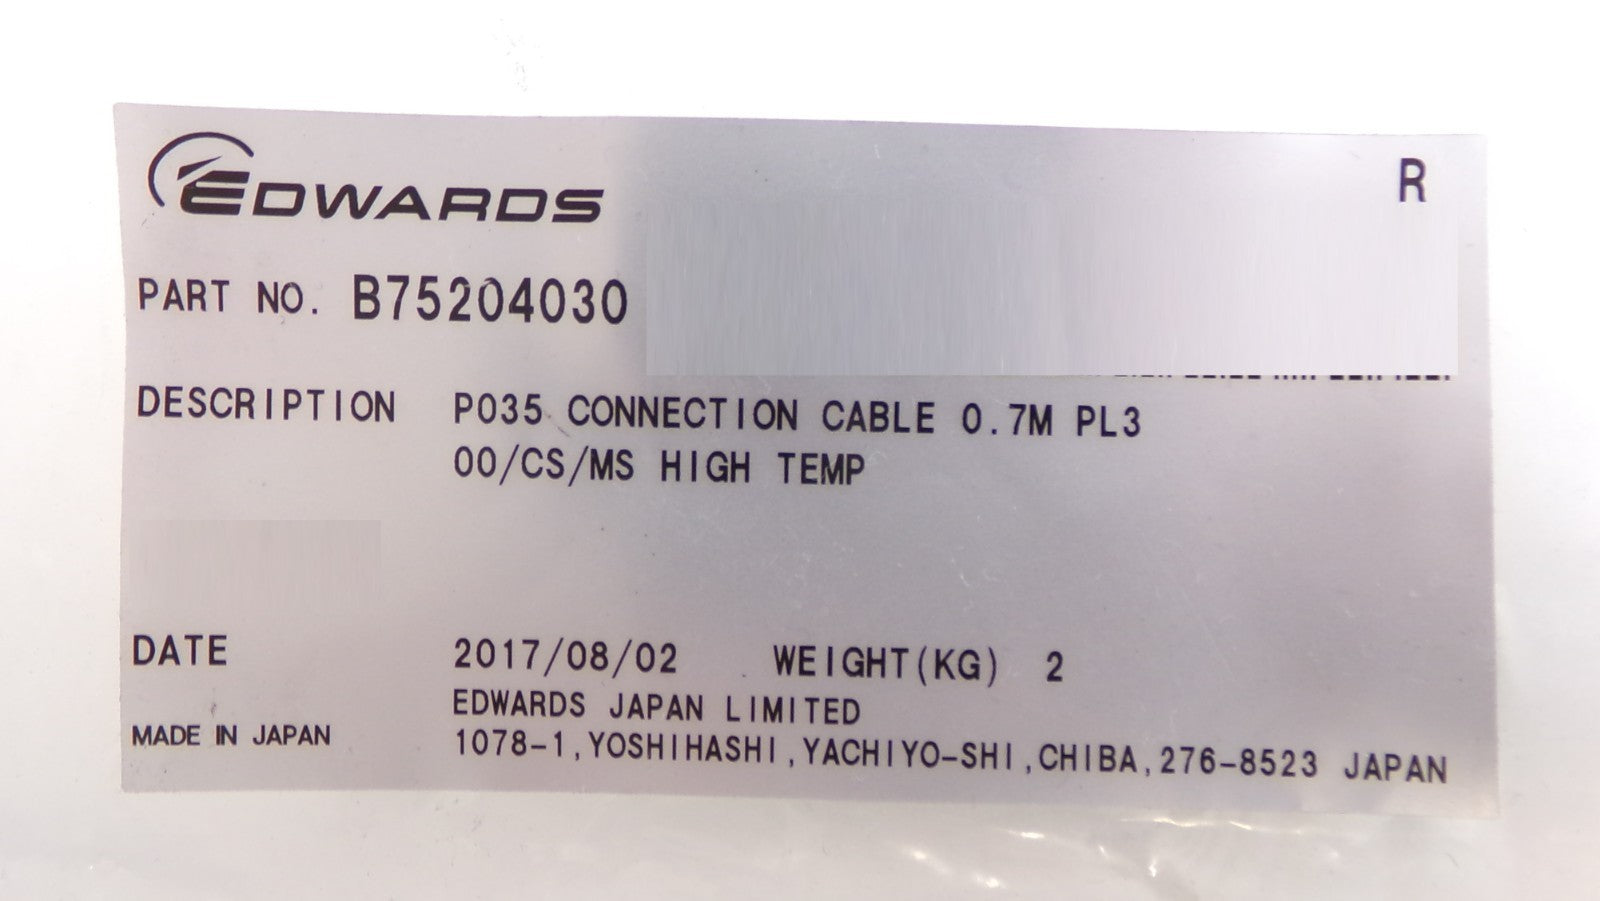 EDWARDS
R
PART NO. B75204030
DESCRIPTION P035 CONNECTION CABLE 0.7M PL3
00/CS/MS HIGH TEMP
DATE 2017/08/02 WEIGHT(KG) 2
EDWARDS JAPAN LIMITED
MADE IN JAPAN 1078-1,YOSHIHASHI,YACHIYO-SHI,CHIBA,276-8523 JAPAN